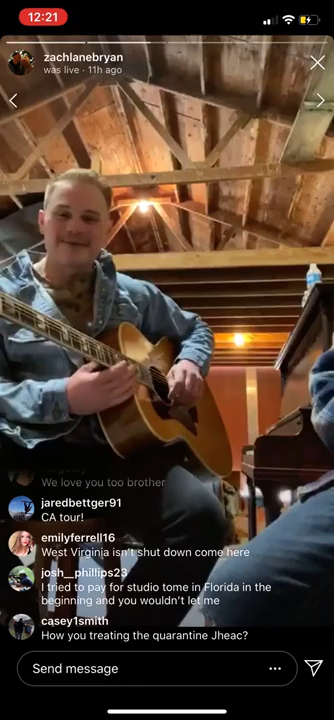 12:21
zachlanebryan
was live · 11h ago
We love you too brother
jaredbettger91
CA tour!
emilyferrell16
West Virginia isn't shut down come here
josh__phillips23
I tried to pay for studio tome in Florida in the
beginning and you wouldn't let me
casey1smith
How you treating the quarantine Jheac?
Send message